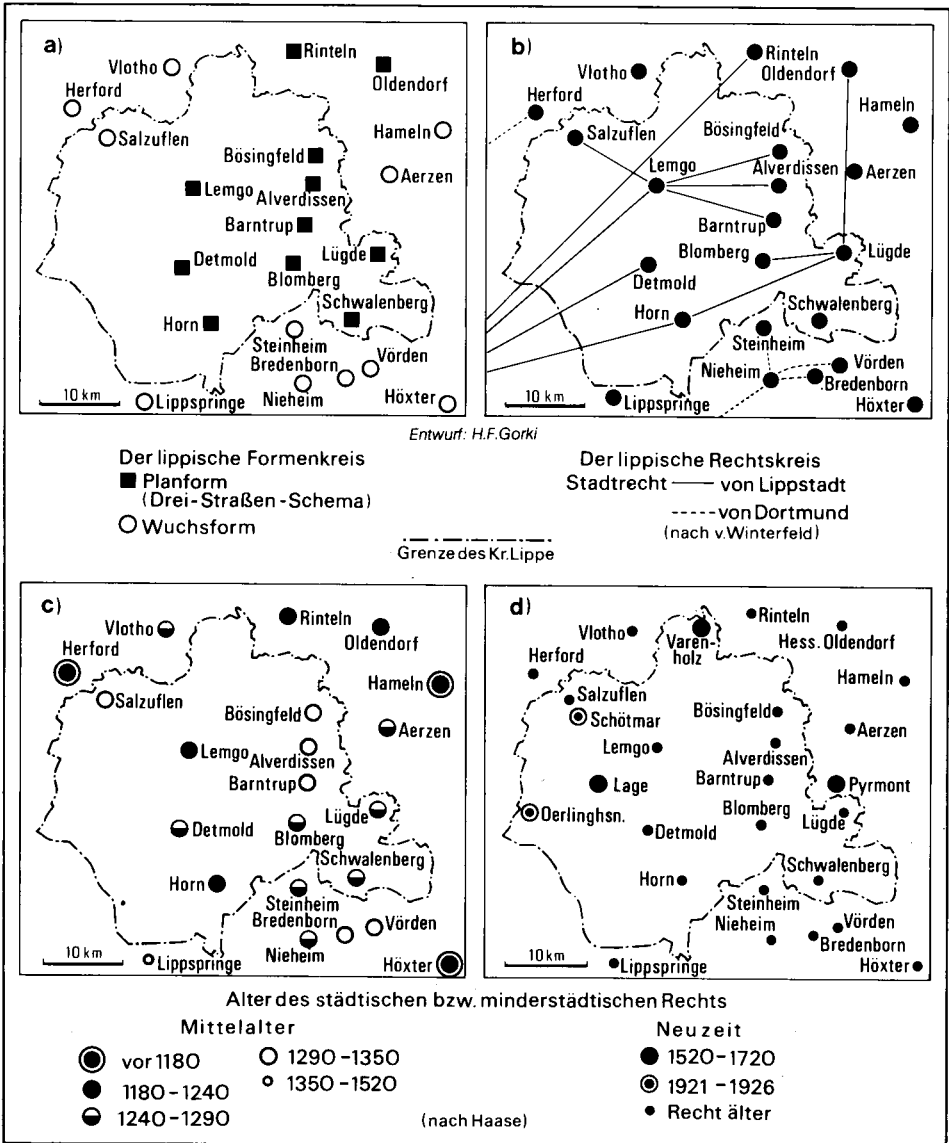 a)
Rinteln
Vlotho
Oldendorf
Herford
Salzuflen
Hameln
Bösingfeld
Aerzen
Lemgo
Alverdissen
Barntrup
Lügde
Detmold
Blomberg
Schwalenberg
Horn
Steinheim
Bredenborn
Vörden
Nieheim
10 km
Lippspringe
Höxter
b)
Rinteln
Oldendorf
Vlotho
Herford
Hameln
Salzuflen
Bösingfeld
Lemgo
Alverdissen
Aerzen
Barntrup
Blomberg
Lügde
Detmold
Schwalenberg
Horn
Steinheim
Vörden
Nieheim
Bredenborn
10 km
Lippspringe
Höxter
Entwurf: H.F.Gorki
Der lippische Formenkreis
Planform
(Drei-Straßen-Schema)
Wuchsform
Der lippische Rechtskreis
Stadtrecht von Lippstadt
von Dortmund
(nach v.Winterfeld)
Grenze des Kr. Lippe
c)
Vlotho
Rinteln
Oldendorf
Herford
Hameln
Salzuflen
Bösingfeld
Aerzen
Lemgo
Alverdissen
Barntrup
Lügde
Detmold
Blomberg
Schwalenberg
Horn
Steinheim
Bredenborn
Vörden
Nieheim
10 km
Lippspringe
Höxter
d)
Rinteln
Vlotho
Varen-
holz
Hess. Oldendorf
Herford
Hameln
Salzuflen
Schötmar
Bösingfeld
Aerzen
Lemgo
Alverdissen
Barntrup
Lage
Pyrmont
Blomberg
Lügde
Oerlinghsn.
Detmold
Schwalenberg
Horn
Steinheim
Nieheim
Vörden
Bredenborn
10 km
Lippspringe
Höxter
Alter des städtischen bzw. minderstädtischen Rechts
Mittelalter
vor 1180
1180-1240
1240-1290
1290-1350
1350-1520
(nach Haase)
Neuzeit
1520-1720
1921-1926
Recht älter